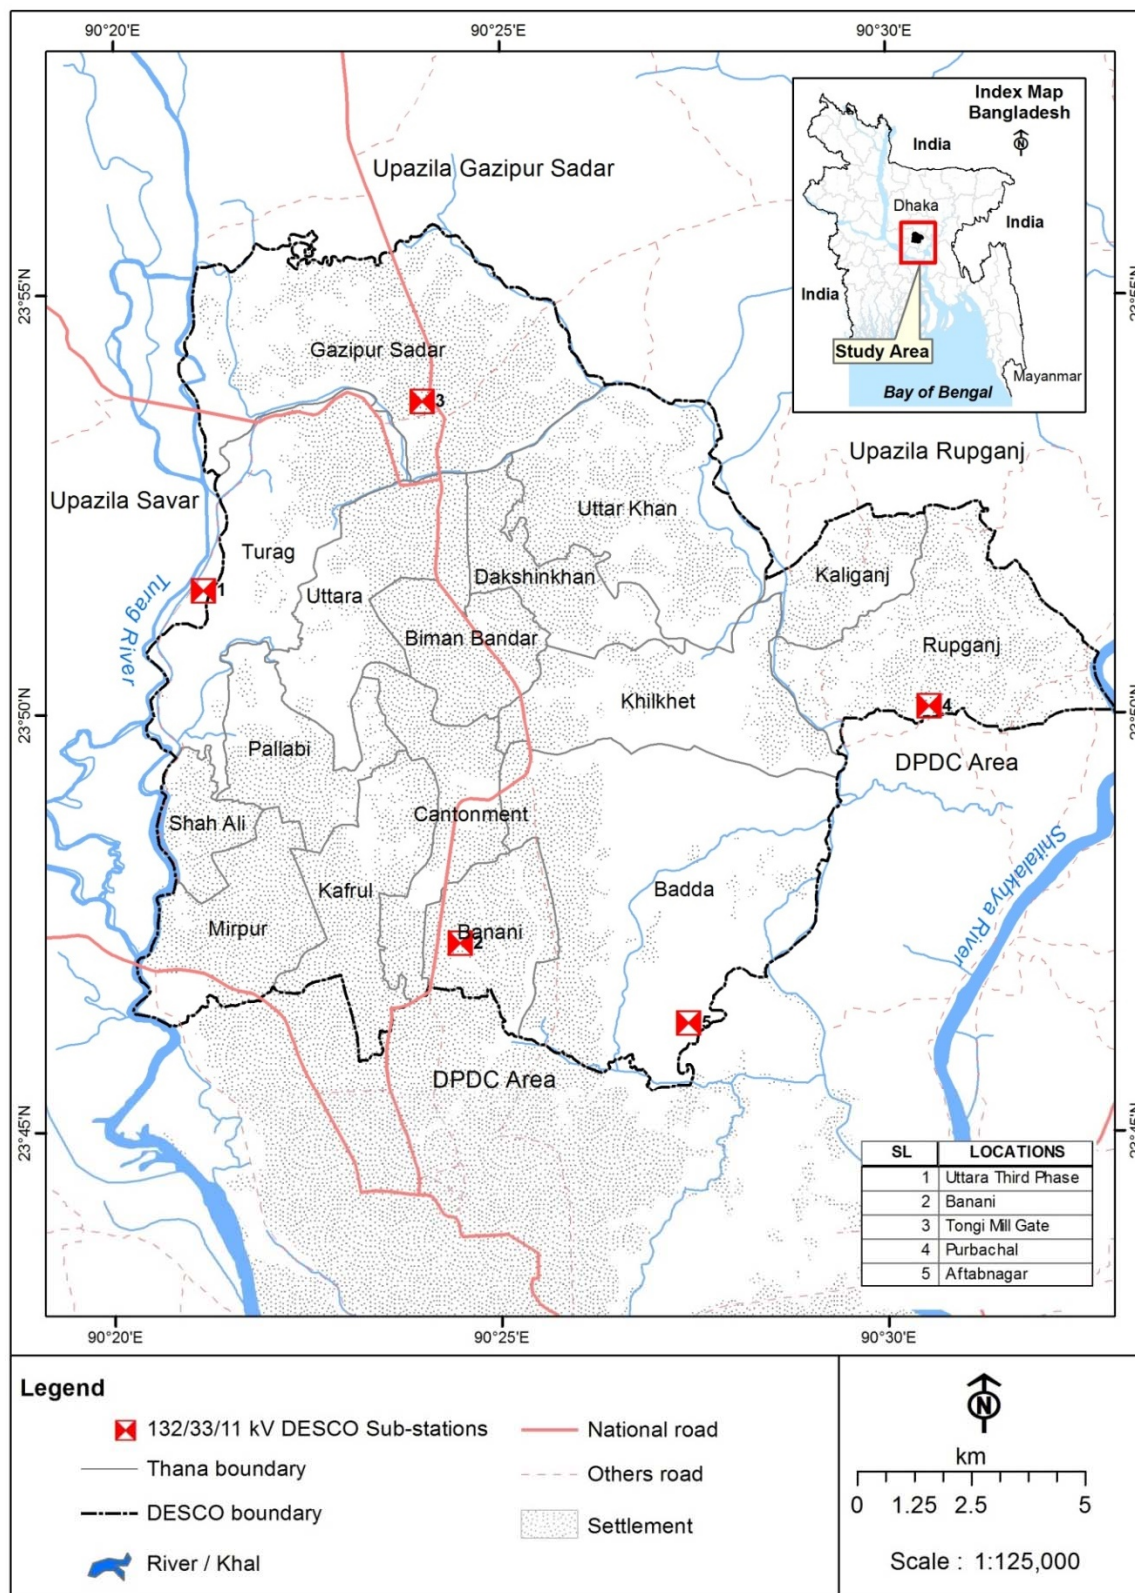 90°20'E
90°25'E
90°30'E
Index Map
Bangladesh
N
India
Dhaka
India
India
Study Area
Mayanmar
Bay of Bengal
Upazila Gazipur Sadar
23°55'N
23°55'N
Gazipur Sadar
3
Upazila Rupganj
Upazila Savar
Uttar Khan
Turag
Dakshinkhan
Kaliganj
1
Uttara
Turag River
Biman Bandar
Rupganj
Khilkhet
23°50'N
23°50'N
4
Pallabi
DPDC Area
Cantonment
Shah Ali
Kafrul
Badda
Shitalakhya River
Mirpur
Banani
2
5
DPDC Area
23°45'N
23°45'N
SL LOCATIONS
1 Uttara Third Phase
2 Banani
3 Tongi Mill Gate
4 Purbachal
5 Aftabnagar
90°20'E
90°25'E
90°30'E
Legend
132/33/11 kV DESCO Sub-stations
Thana boundary
DESCO boundary
River / Khal
National road
Others road
Settlement
N
km
0 1.25 2.5 5
Scale : 1:125,000